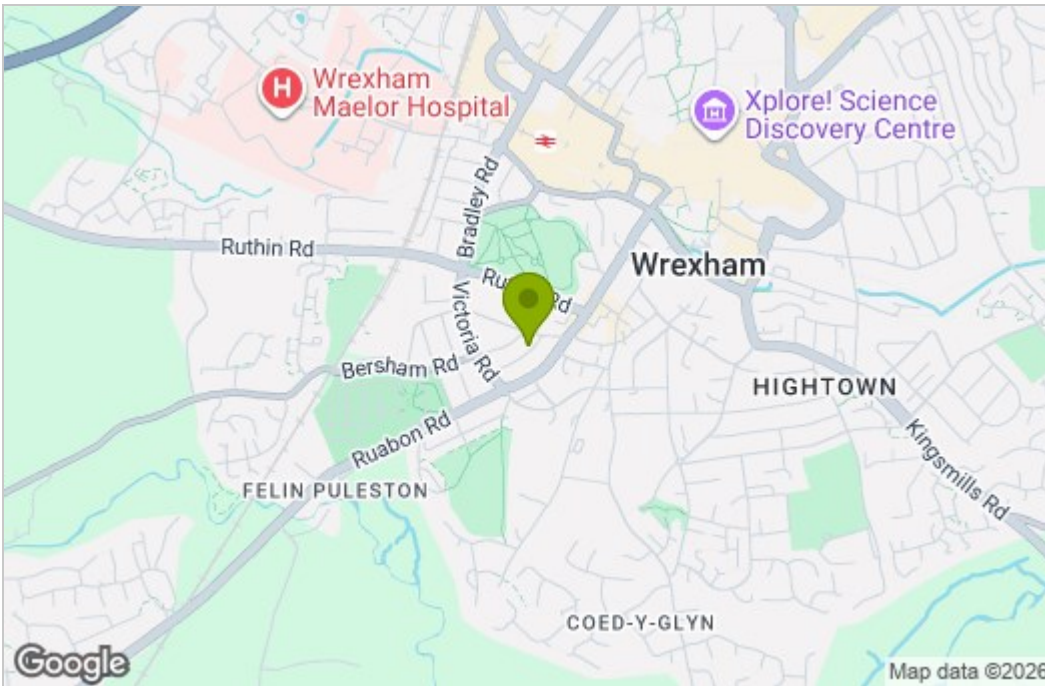 Wrexham
Maelor Hospital
H
Xplore! Science
Discovery Centre
Bradley Rd
Ruthin Rd
Wrexham
Victoria Rd
Bersham Rd
HIGHTOWN
Ruabon Rd
Kingsmills Rd
FELIN PULESTON
COED-Y-GLYN
Google
Map data ©2026